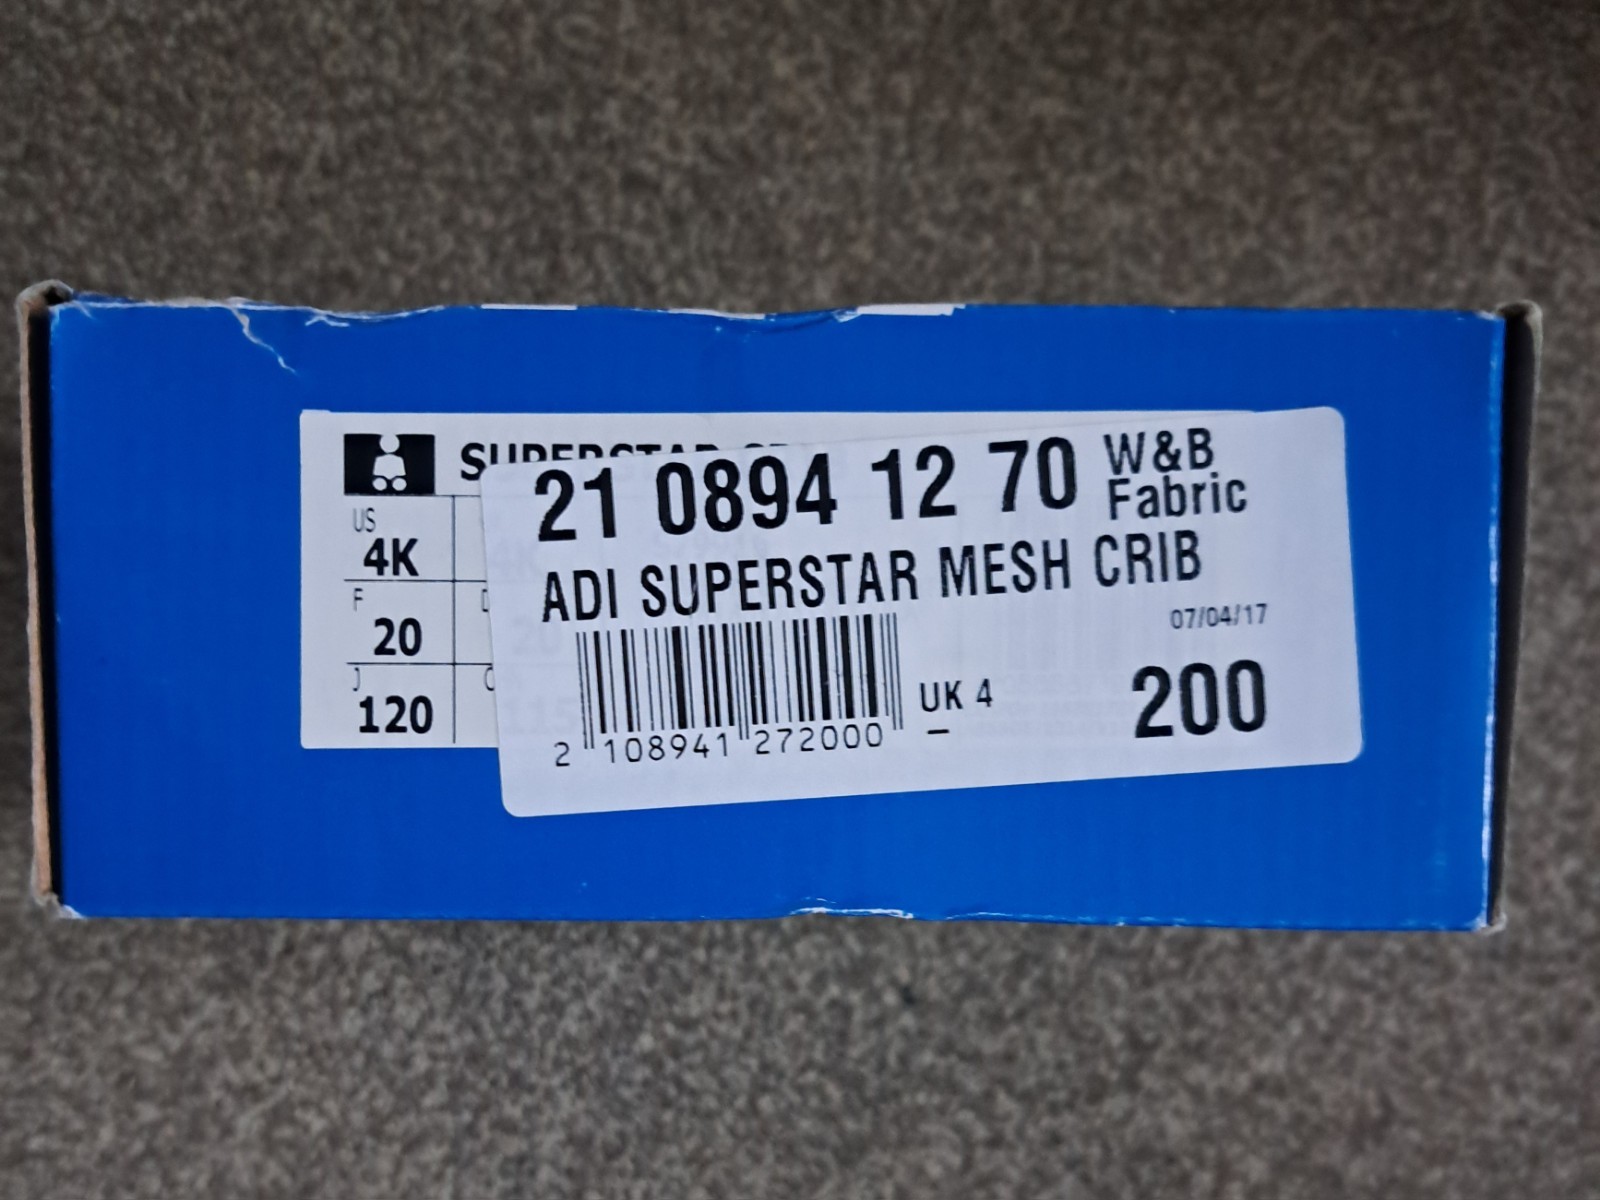 SUPERSTAR
US
4K
F
20
J
120
21 0894 12 70 W&B Fabric
ADI SUPERSTAR MESH CRIB
07/04/17
UK 4
-
200
2 108941 272000